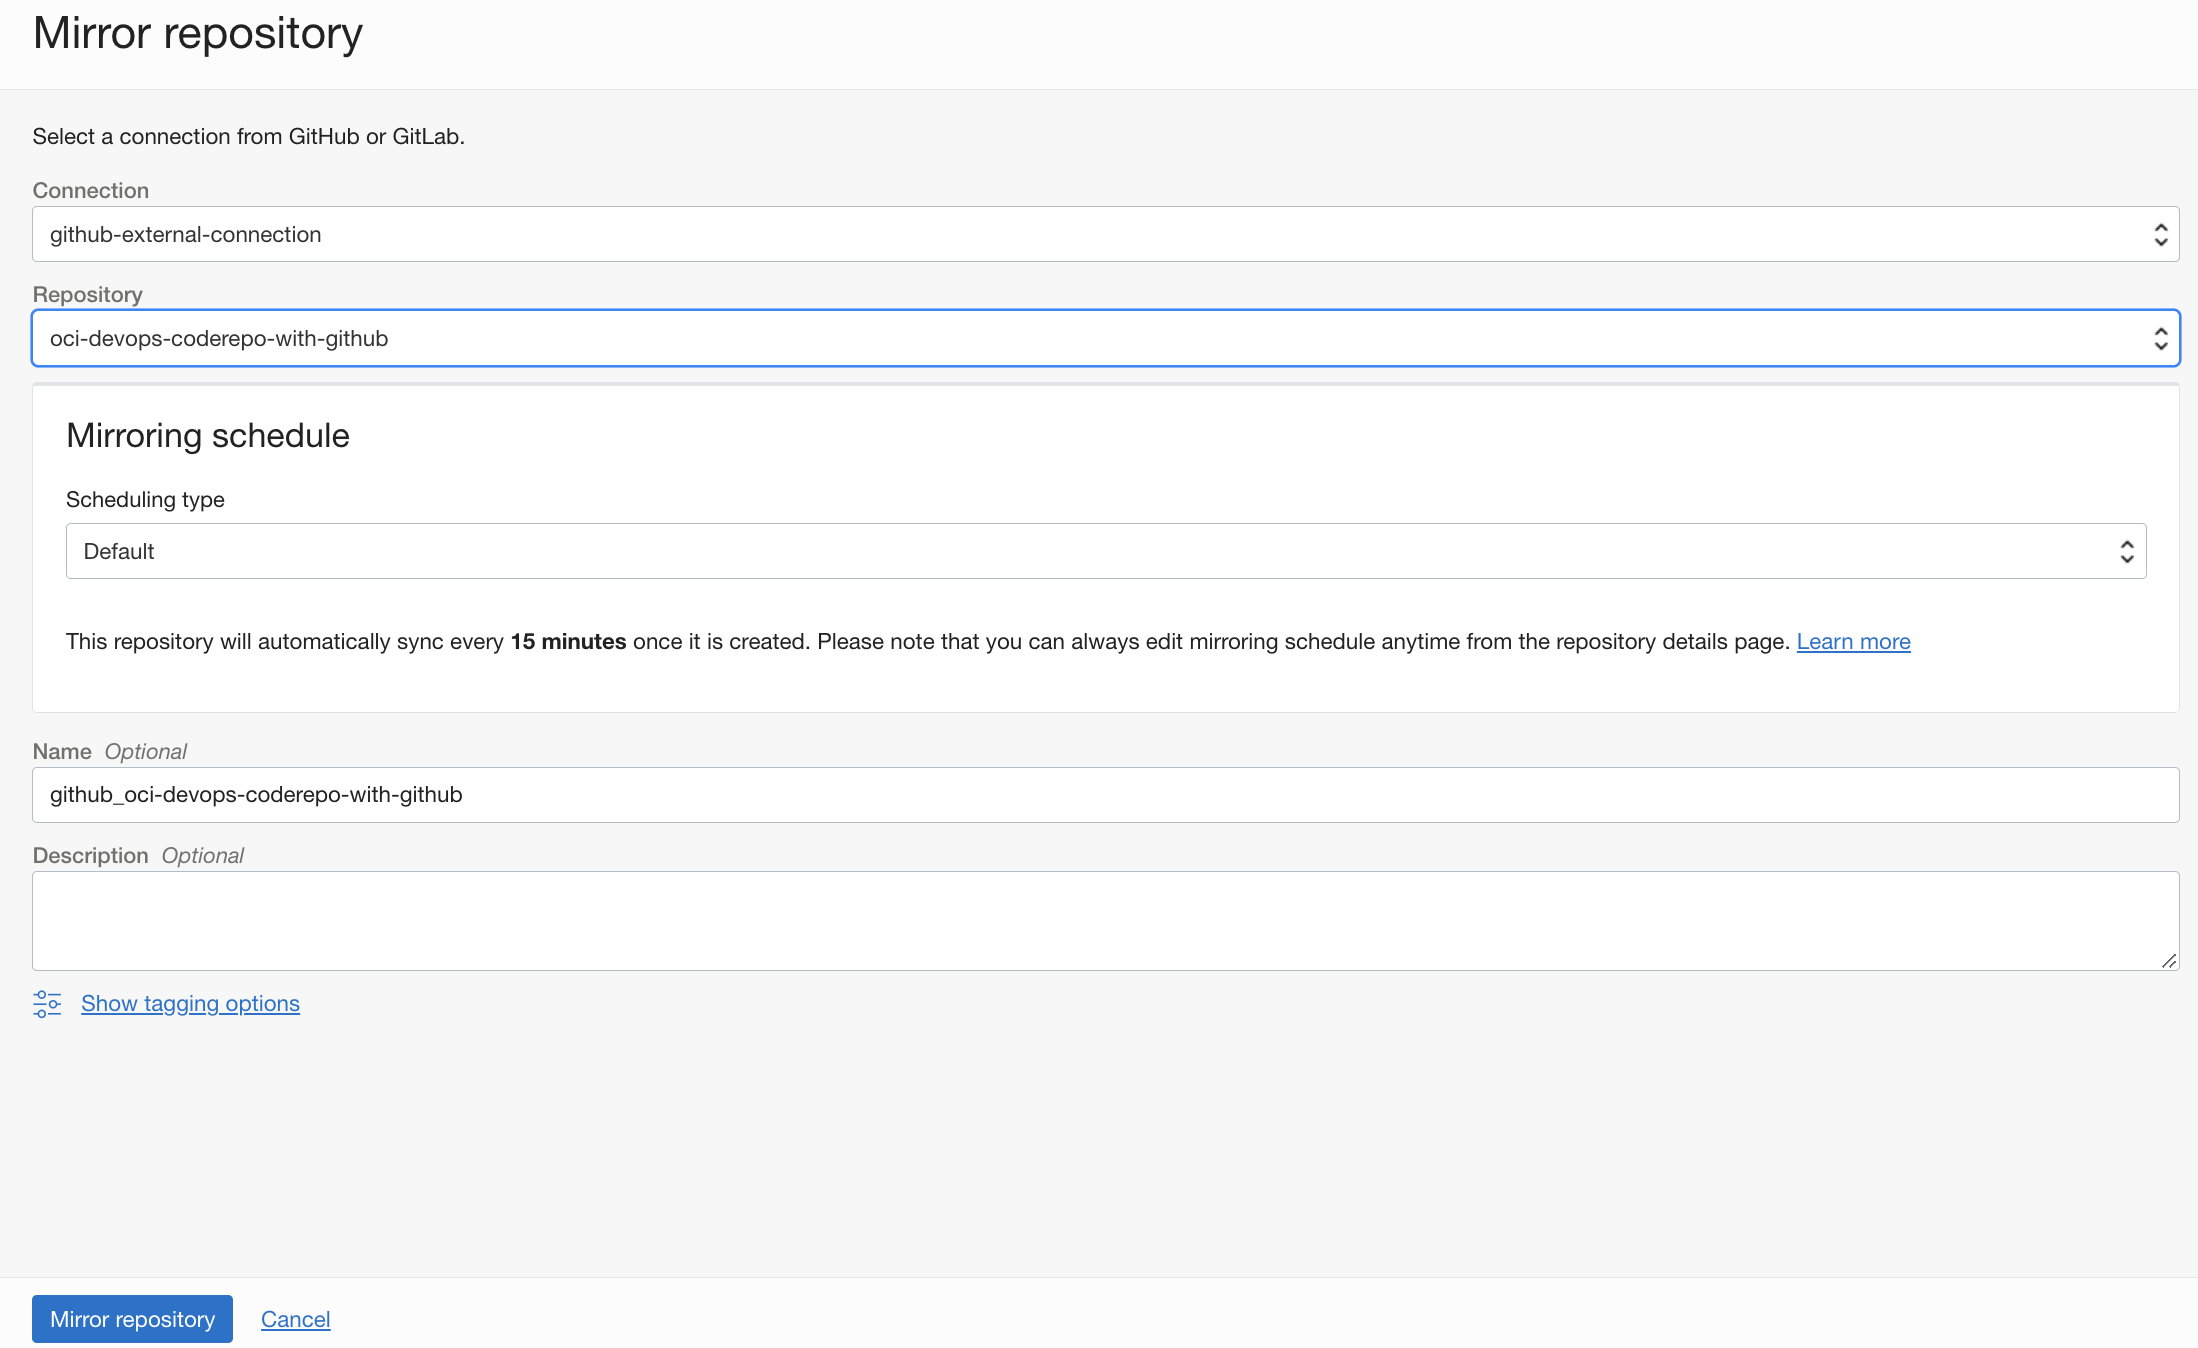 Mirror repository
Select a connection from GitHub or GitLab.
Connection
github-external-connection
Repository
oci-devops-coderepo-with-github
Mirroring schedule
Scheduling type
Default
This repository will automatically sync every 15 minutes once it is created. Please note that you can always edit mirroring schedule anytime from the repository details page. Learn more
Name Optional
github_oci-devops-coderepo-with-github
Description Optional
Show tagging options
Mirror repository Cancel